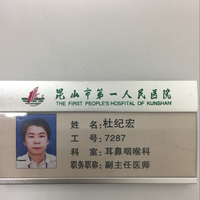 昆山市第一人民医院
THE FIRST PEOPLE'S HOSPITAL OF KUNSHAN
姓 名：杜纪宏
工 号：7287
科 室：耳鼻咽喉科
职务职称：副主任医师